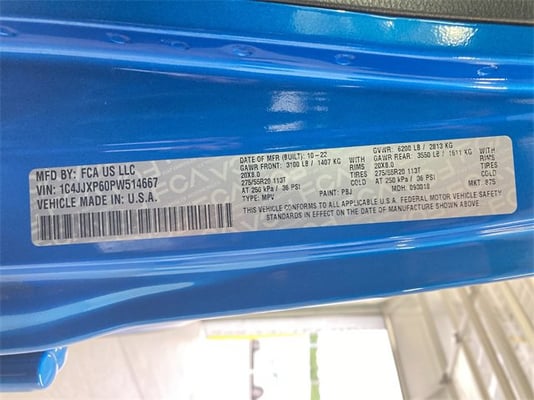 MFD BY: FCA US LLC
VIN: 1C4JJXP60PW514667
VEHICLE MADE IN: U.S.A.
DATE OF MFR (BUILT): 10-22 GVWR: 6200 LB / 2813 KG
GAWR FRONT: 3100 LB / 1407 KG WITH GAWR REAR: 3550 LB / 1611 KG WITH
20X8.0 RIMS 20X8.0 RIMS
275/55R20 113T TIRES 275/55R20 113T TIRES
AT 250 kPa / 36 PSI COLD AT 250 kPa / 36 PSI COLD
TYPE: MPV PAINT: PBJ MDH: 093018 MKT: 875
THIS VEHICLE CONFORMS TO ALL APPLICABLE U.S.A. FEDERAL MOTOR VEHICLE SAFETY
STANDARDS IN EFFECT ON THE DATE OF MANUFACTURE SHOWN ABOVE.